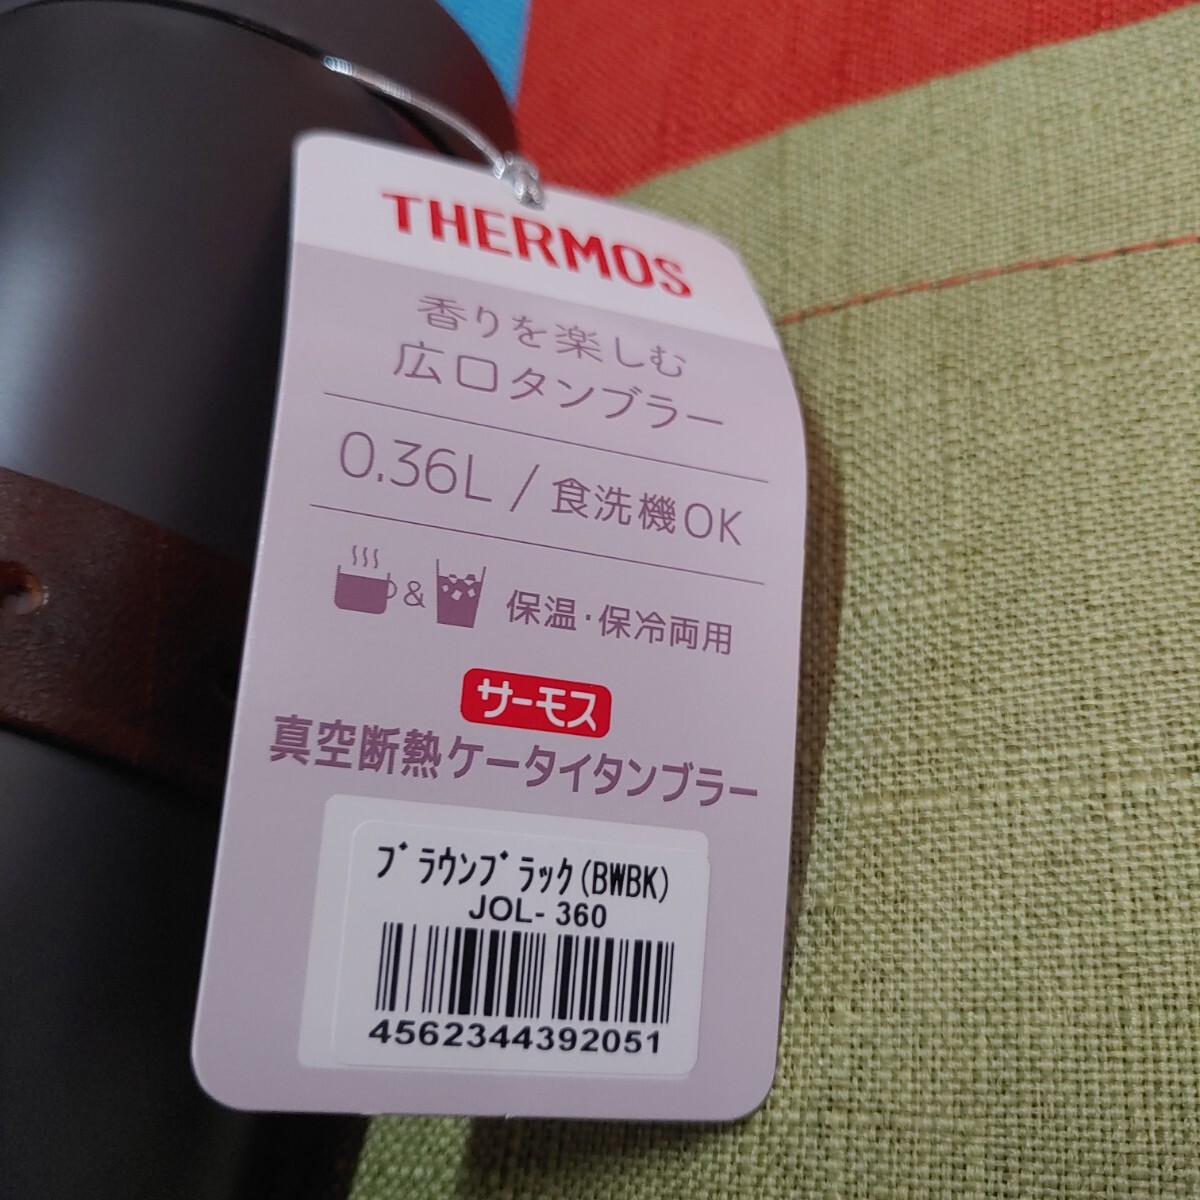 THERMOS
香りを楽しむ
広口タンブラー
0.36L / 食洗機OK
& 保温・保冷両用
サーモス
真空断熱ケータイタンブラー
ﾌﾞﾗｳﾝﾌﾞﾗｯｸ(BWBK)
JOL- 360
4562344392051